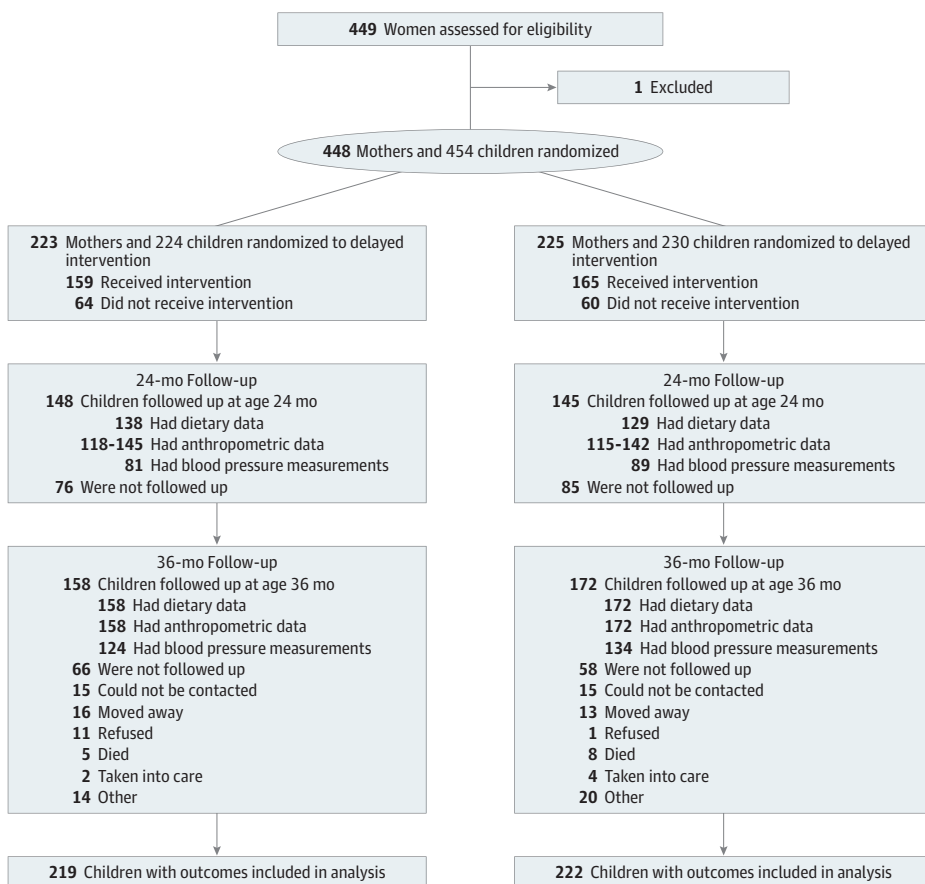 449 Women assessed for eligibility
1 Excluded
448 Mothers and 454 children randomized
223 Mothers and 224 children randomized to delayed
intervention
159 Received intervention
64 Did not receive intervention
225 Mothers and 230 children randomized to delayed
intervention
165 Received intervention
60 Did not receive intervention
24-mo Follow-up
148 Children followed up at age 24 mo
138 Had dietary data
118-145 Had anthropometric data
81 Had blood pressure measurements
76 Were not followed up
24-mo Follow-up
145 Children followed up at age 24 mo
129 Had dietary data
115-142 Had anthropometric data
89 Had blood pressure measurements
85 Were not followed up
36-mo Follow-up
158 Children followed up at age 36 mo
158 Had dietary data
158 Had anthropometric data
124 Had blood pressure measurements
66 Were not followed up
15 Could not be contacted
16 Moved away
11 Refused
5 Died
2 Taken into care
14 Other
36-mo Follow-up
172 Children followed up at age 36 mo
172 Had dietary data
172 Had anthropometric data
134 Had blood pressure measurements
58 Were not followed up
15 Could not be contacted
13 Moved away
1 Refused
8 Died
4 Taken into care
20 Other
219 Children with outcomes included in analysis
222 Children with outcomes included in analysis